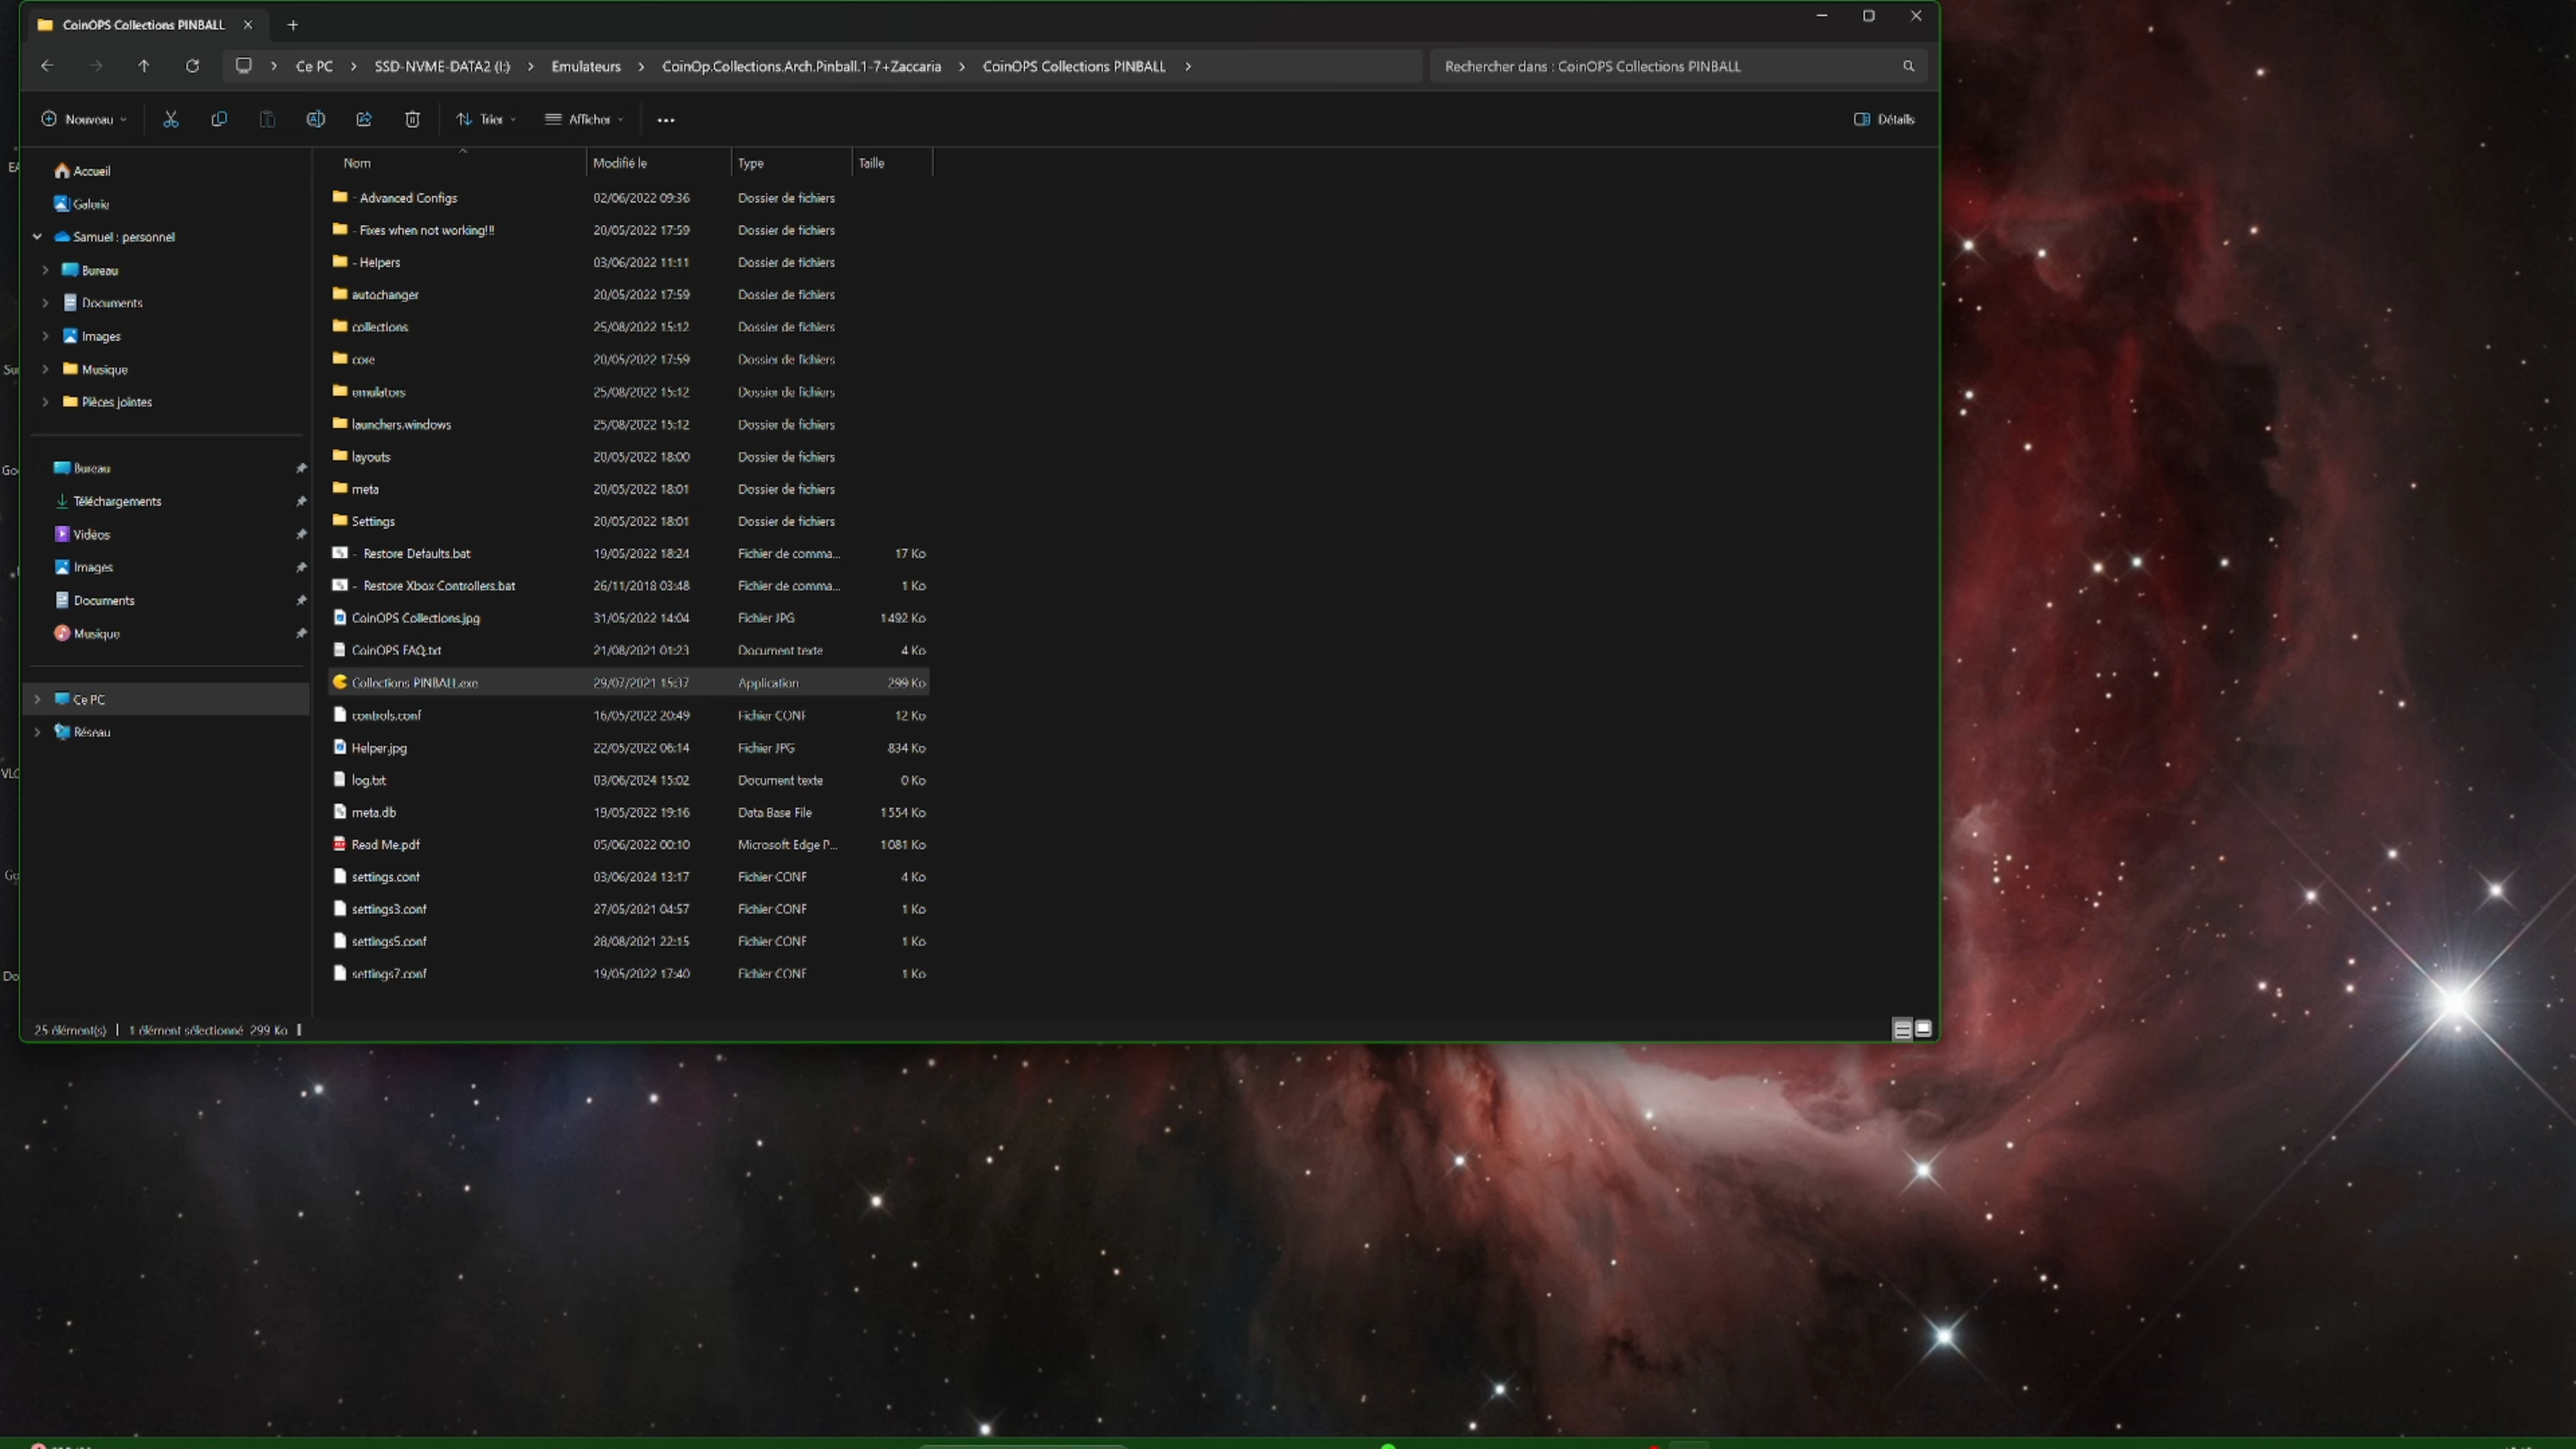 CoinOPS Collections PINBALL
Ce PC > SSD-NVME-DATA2 (I:) > Emulateurs > CoinOp.Collections.Arch.Pinball.1-7+Zaccaria > CoinOPS Collections PINBALL >
Rechercher dans : CoinOPS Collections PINBALL
Nouveau
Trier
Afficher
Détails
Accueil
Galerie
Samuel : personnel
Bureau
Documents
Images
Musique
Pièces jointes
Bureau
Téléchargements
Vidéos
Images
Documents
Musique
Ce PC
Réseau
Nom Modifié le Type Taille
- Advanced Configs 02/06/2022 09:36 Dossier de fichiers
- Fixes when not working!!! 20/05/2022 17:59 Dossier de fichiers
- Helpers 03/06/2022 11:11 Dossier de fichiers
autochanger 20/05/2022 17:59 Dossier de fichiers
collections 25/08/2022 15:12 Dossier de fichiers
core 20/05/2022 17:59 Dossier de fichiers
emulators 25/08/2022 15:12 Dossier de fichiers
launchers.windows 25/08/2022 15:12 Dossier de fichiers
layouts 20/05/2022 18:00 Dossier de fichiers
meta 20/05/2022 18:01 Dossier de fichiers
Settings 20/05/2022 18:01 Dossier de fichiers
- Restore Defaults.bat 19/05/2022 18:24 Fichier de comma... 17 Ko
- Restore Xbox Controllers.bat 26/11/2018 03:48 Fichier de comma... 1 Ko
CoinOPS Collections.jpg 31/05/2022 14:04 Fichier JPG 1 492 Ko
CoinOPS FAQ.txt 21/08/2021 01:23 Document texte 4 Ko
Collections PINBALL.exe 29/07/2021 15:37 Application 299 Ko
controls.conf 16/05/2022 20:49 Fichier CONF 12 Ko
Helper.jpg 22/05/2022 06:14 Fichier JPG 834 Ko
log.txt 03/06/2024 15:02 Document texte 0 Ko
meta.db 19/05/2022 19:16 Data Base File 1 554 Ko
Read Me.pdf 05/06/2022 00:10 Microsoft Edge P... 1 081 Ko
settings.conf 03/06/2024 13:17 Fichier CONF 4 Ko
settings3.conf 27/05/2021 04:57 Fichier CONF 1 Ko
settings5.conf 28/08/2021 22:15 Fichier CONF 1 Ko
settings7.conf 19/05/2022 17:40 Fichier CONF 1 Ko
25 élément(s) | 1 élément sélectionné 299 Ko |